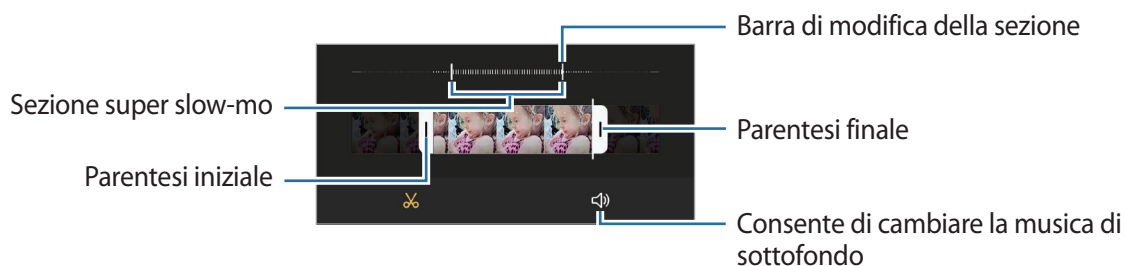 Barra di modifica della sezione
Sezione super slow-mo
Parentesi finale
Parentesi iniziale
Consente di cambiare la musica di
sottofondo